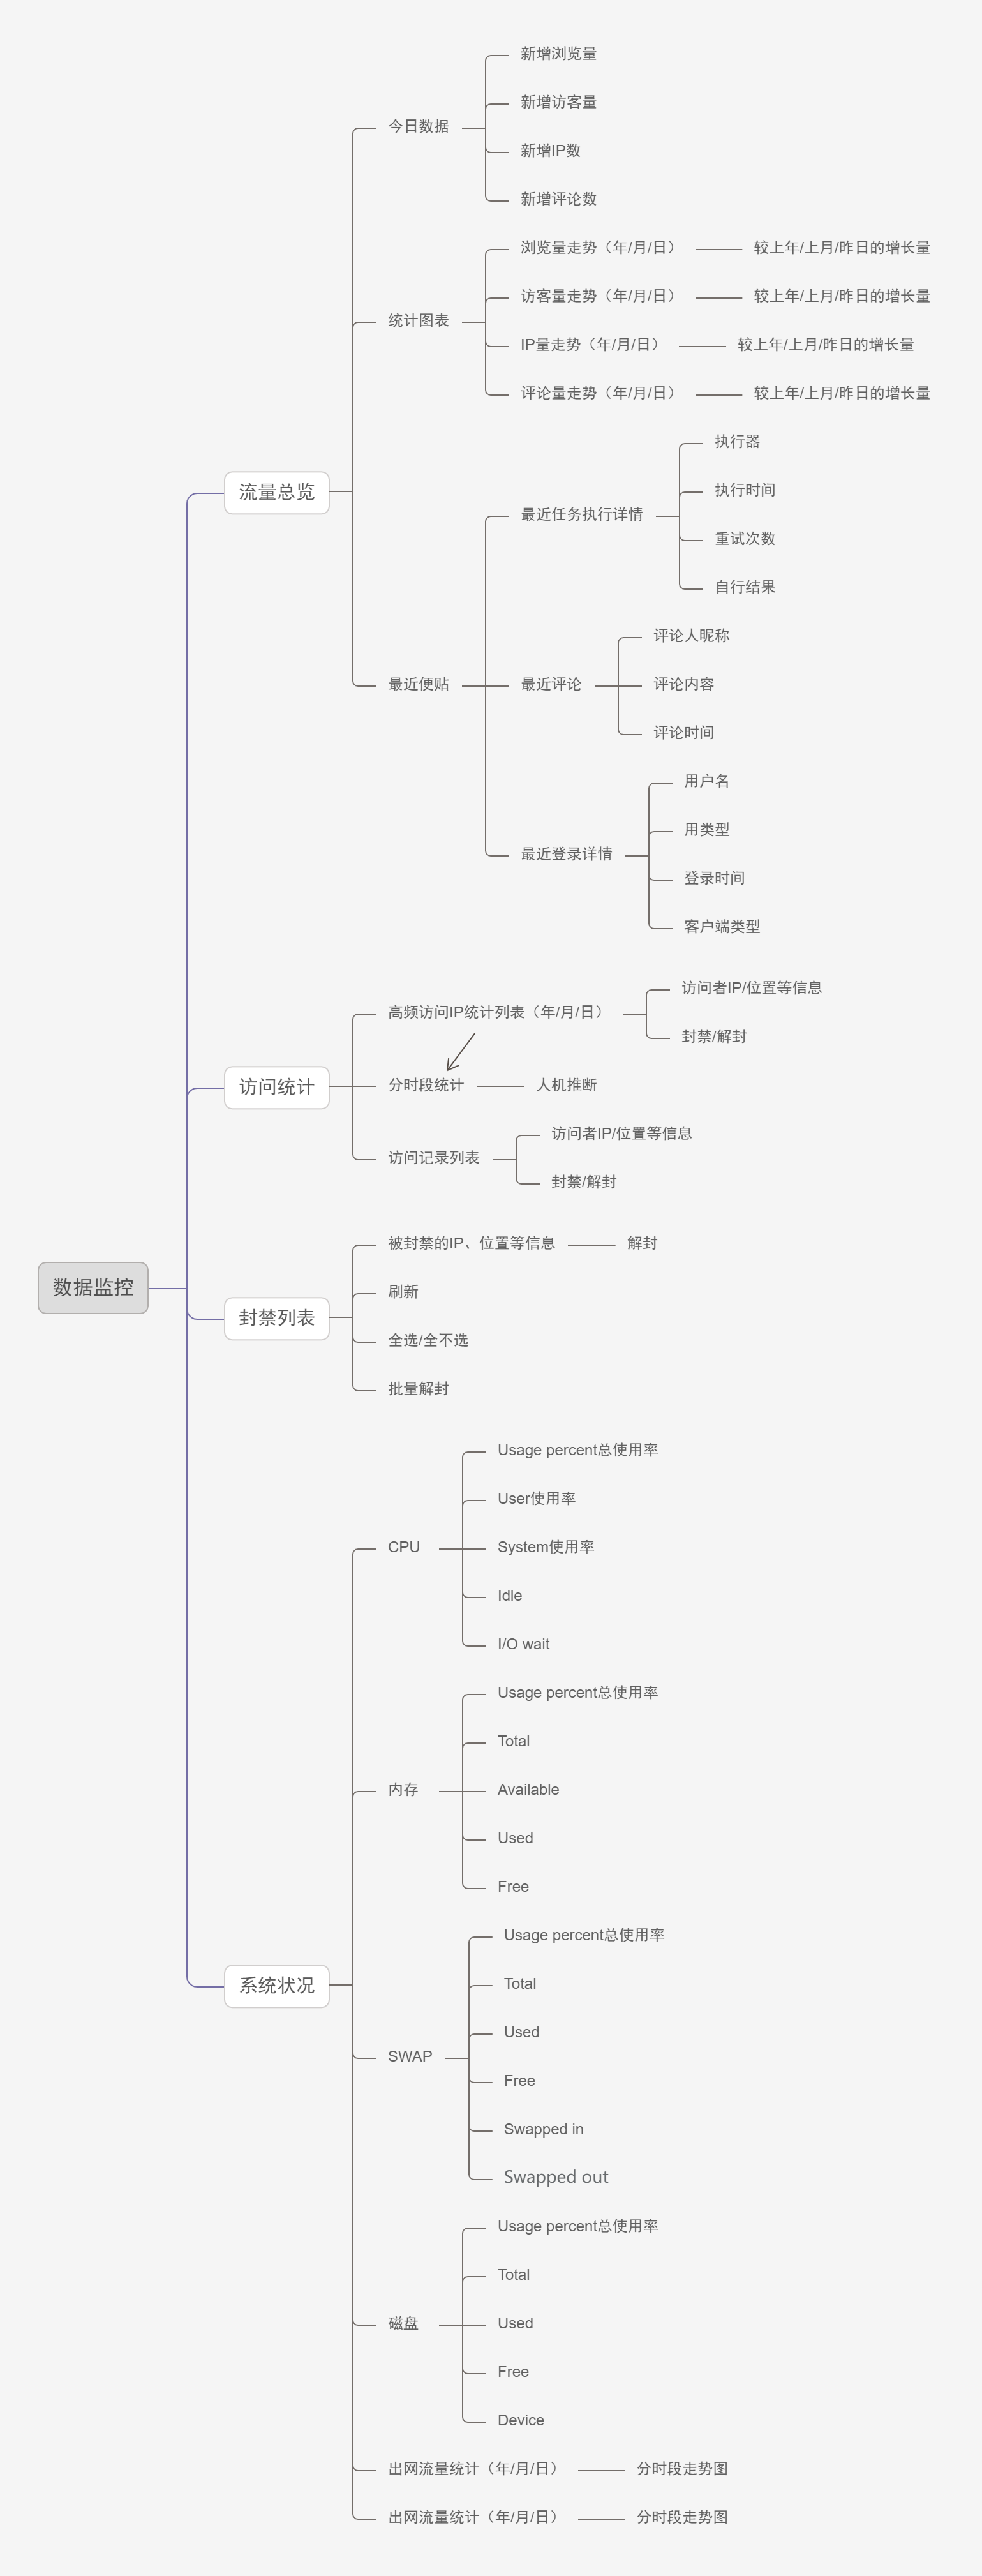 新增浏览量
新增访客量
今日数据
新增IP数
新增评论数
浏览量走势（年/月/日）
较上年/上月/昨日的增长量
访客量走势（年/月/日）
较上年/上月/昨日的增长量
统计图表
IP量走势（年/月/日）
较上年/上月/昨日的增长量
评论量走势（年/月/日）
较上年/上月/昨日的增长量
执行器
流量总览
执行时间
最近任务执行详情
重试次数
自行结果
评论人昵称
最近便贴
最近评论
评论内容
评论时间
用户名
用类型
最近登录详情
登录时间
客户端类型
访问者IP/位置等信息
高频访问IP统计列表（年/月/日）
封禁/解封
访问统计
分时段统计
人机推断
访问者IP/位置等信息
访问记录列表
封禁/解封
被封禁的IP、位置等信息
解封
数据监控
刷新
封禁列表
全选/全不选
批量解封
Usage percent总使用率
User使用率
CPU
System使用率
Idle
I/O wait
Usage percent总使用率
Total
内存
Available
Used
Free
Usage percent总使用率
系统状况
Total
Used
SWAP
Free
Swapped in
Swapped out
Usage percent总使用率
Total
磁盘
Used
Free
Device
出网流量统计（年/月/日）
分时段走势图
出网流量统计（年/月/日）
分时段走势图